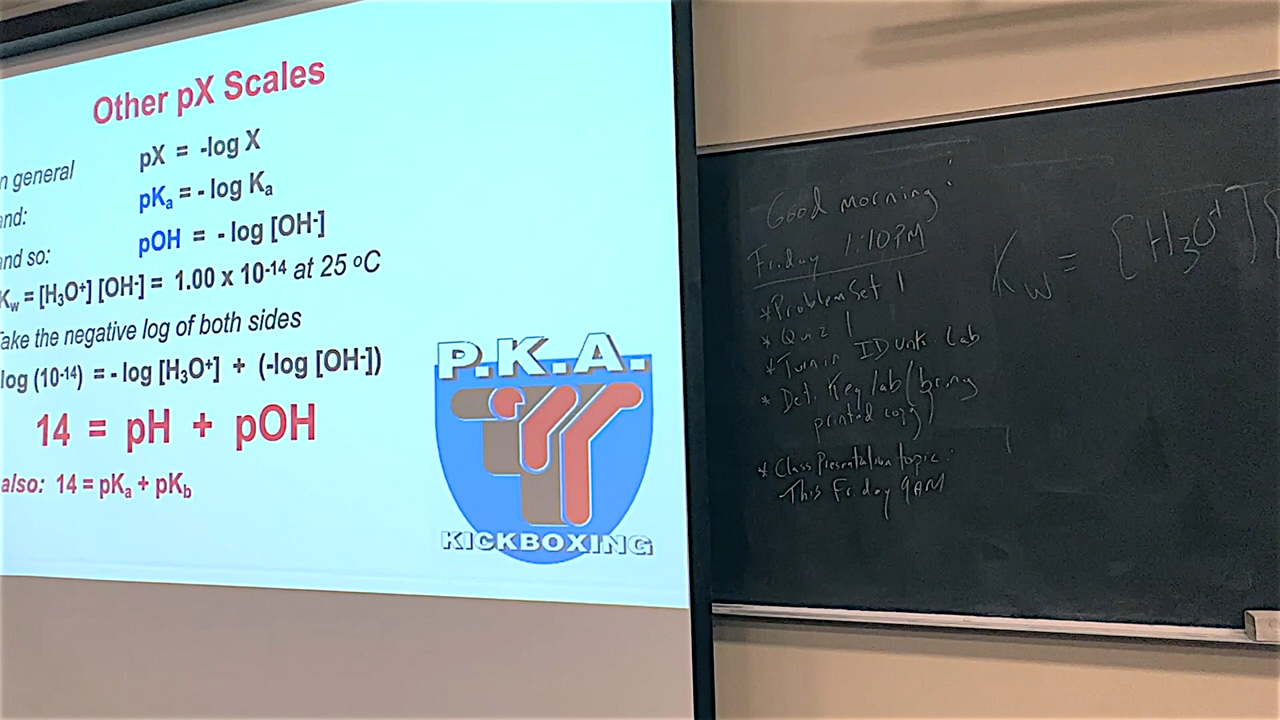 Other pX Scales
n general
pX = -log X
and:
pKa = - log Ka
and so:
pOH = - log [OH-]
Kw = [H3O+] [OH-] = 1.00 x 10-14 at 25 oC
Take the negative log of both sides
log (10-14) = - log [H3O+] + (-log [OH-])
14 = pH + pOH
also: 14 = pKa + pKb
P.K.A.
KICKBOXING
Good morning!
Friday 1:10PM
*Problem Set 1
* Quiz 1
*Turn in ID Unk Lab
* Det. Keq lab (bring
printed copy)
* Class Presentation topic:
This Friday 9AM
Kw = [H3O+][